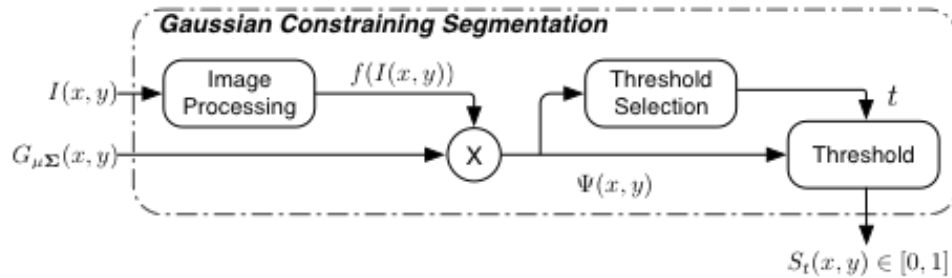 Gaussian Constraining Segmentation
I(x, y)
Image
Processing
f(I(x, y))
Threshold
Selection
t
G_{μΣ}(x, y)
X
Ψ(x, y)
Threshold
S_t(x, y) ∈ [0, 1]